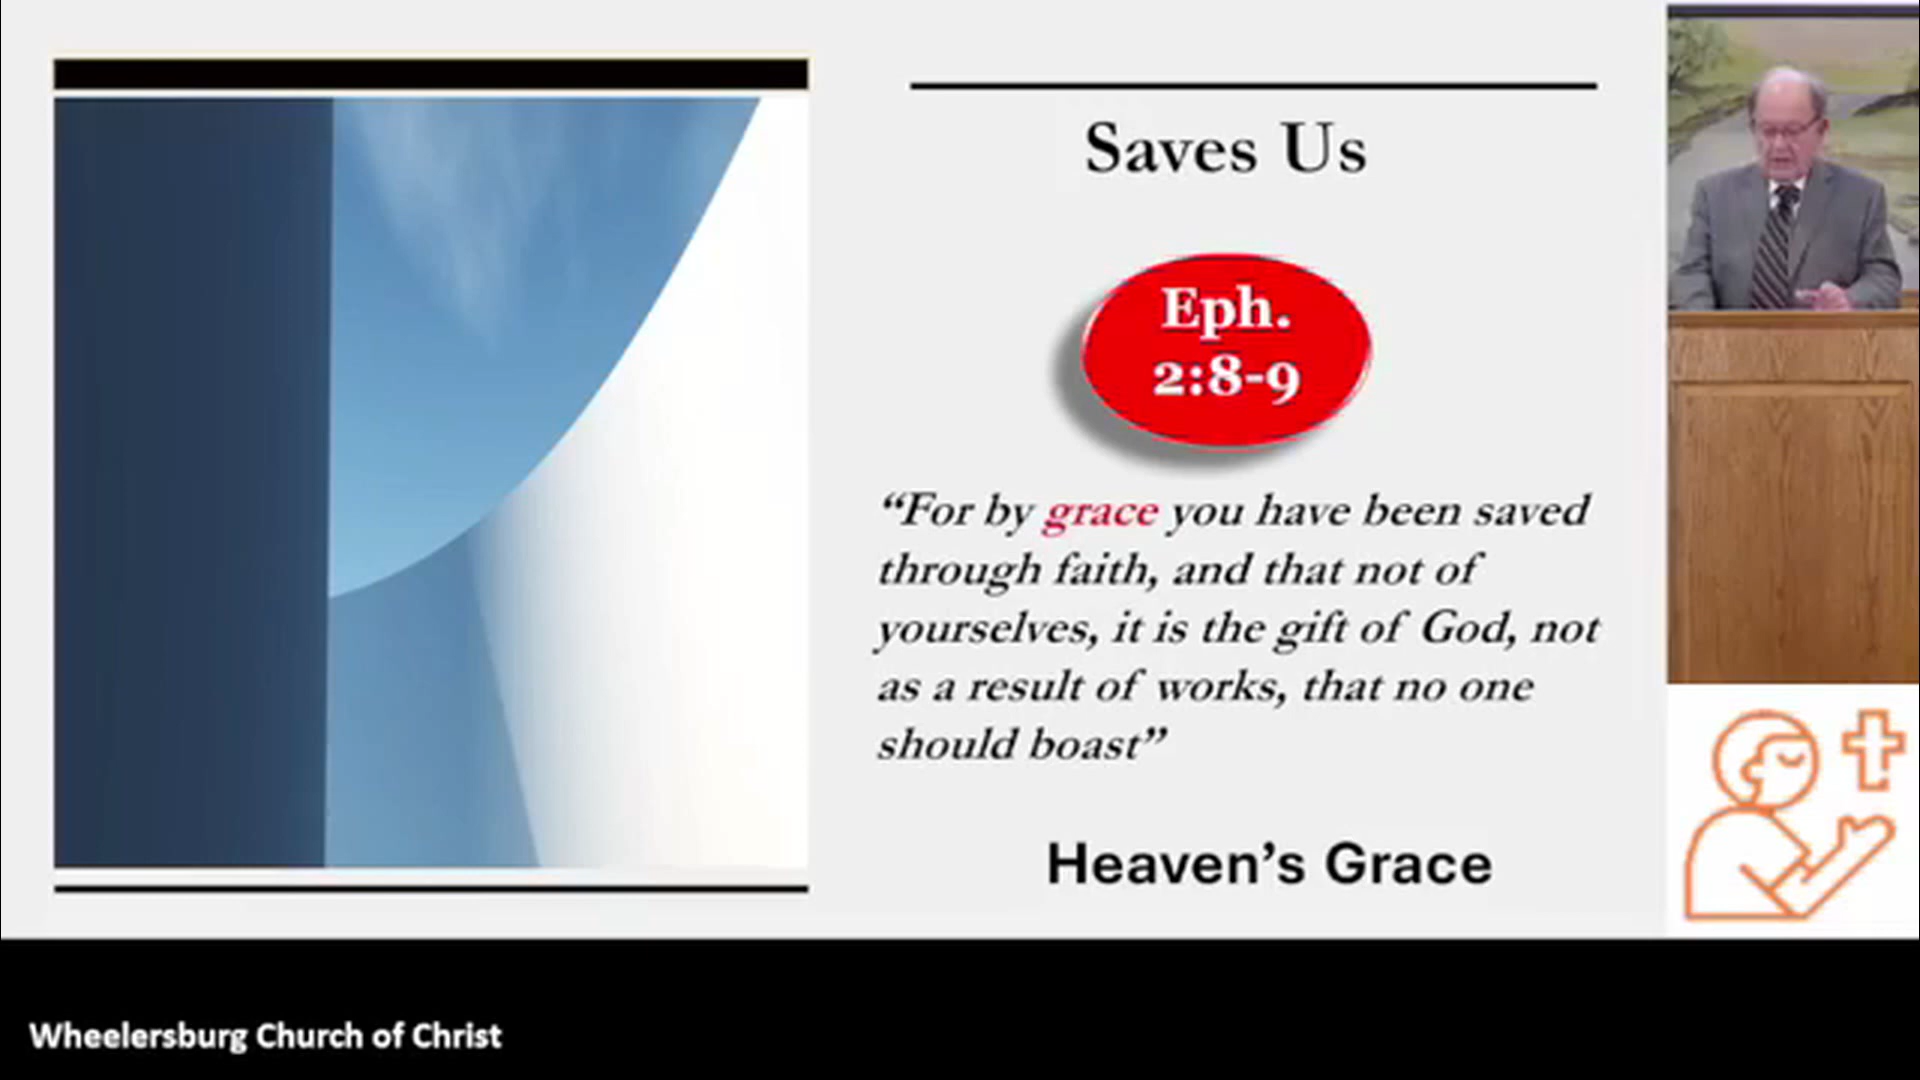 Saves Us
Eph.
2:8-9
“For by grace you have been saved
through faith, and that not of
yourselves, it is the gift of God, not
as a result of works, that no one
should boast”
Heaven’s Grace
Wheelersburg Church of Christ